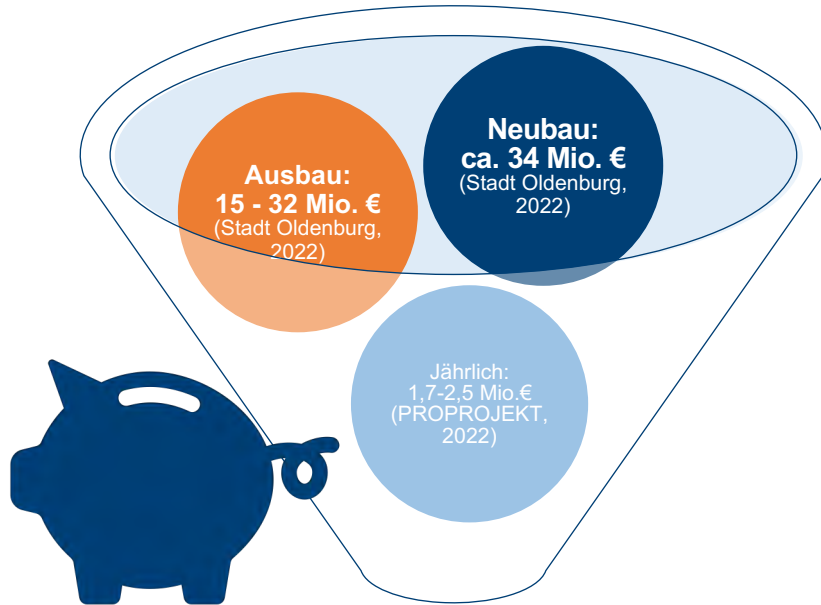 Ausbau:
15 - 32 Mio. €
(Stadt Oldenburg,
2022)
Neubau:
ca. 34 Mio. €
(Stadt Oldenburg,
2022)
Jährlich:
1,7-2,5 Mio.€
(PROPROJEKT,
2022)